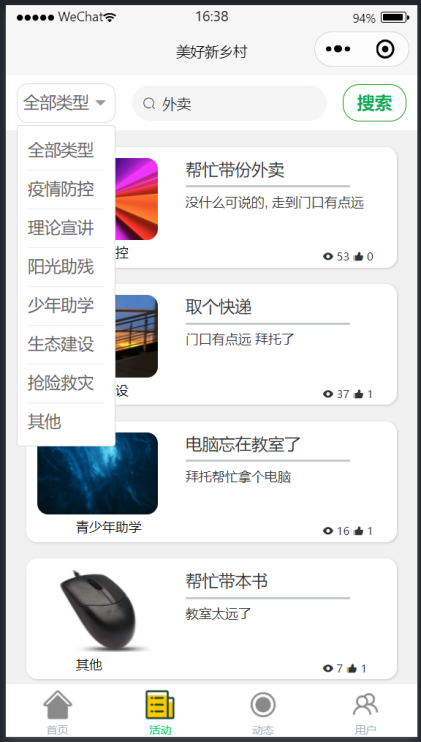 WeChat 16:38 94%
美好新乡村
全部类型 外卖 搜索
全部类型
疫情防控
理论宣讲
阳光助残
少年助学
生态建设
抢险救灾
其他
帮忙带份外卖
没什么可说的, 走到门口有点远
控
53 0
取个快递
门口有点远 拜托了
设
37 1
电脑忘在教室了
拜托帮忙拿个电脑
青少年助学
16 1
帮忙带本书
教室太远了
其他
7 1
首页 活动 动态 用户